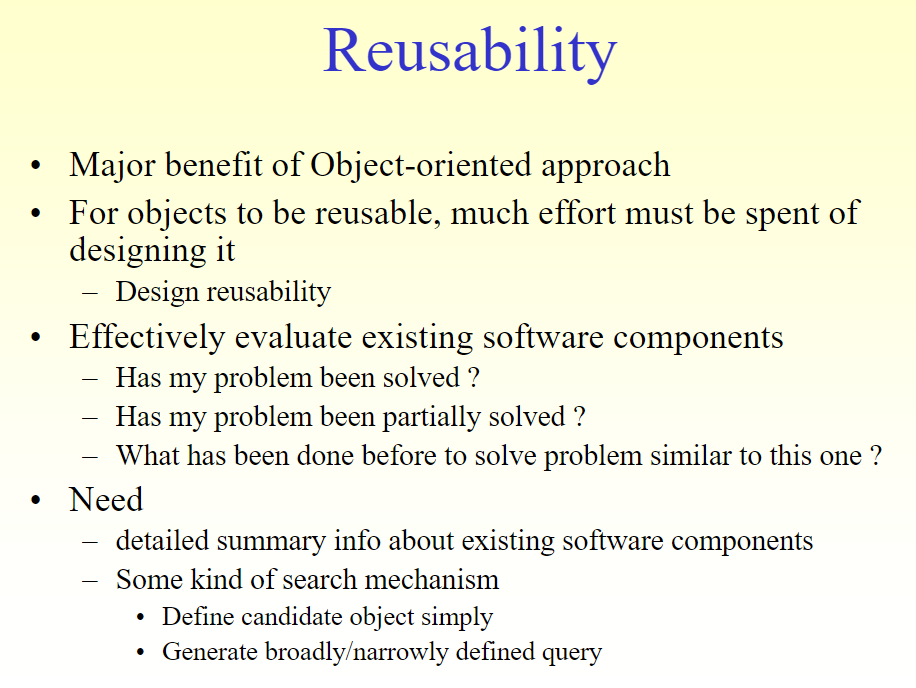 Reusability
• Major benefit of Object-oriented approach
• For objects to be reusable, much effort must be spent of
designing it
– Design reusability
• Effectively evaluate existing software components
– Has my problem been solved ?
– Has my problem been partially solved ?
– What has been done before to solve problem similar to this one ?
• Need
– detailed summary info about existing software components
– Some kind of search mechanism
• Define candidate object simply
• Generate broadly/narrowly defined query